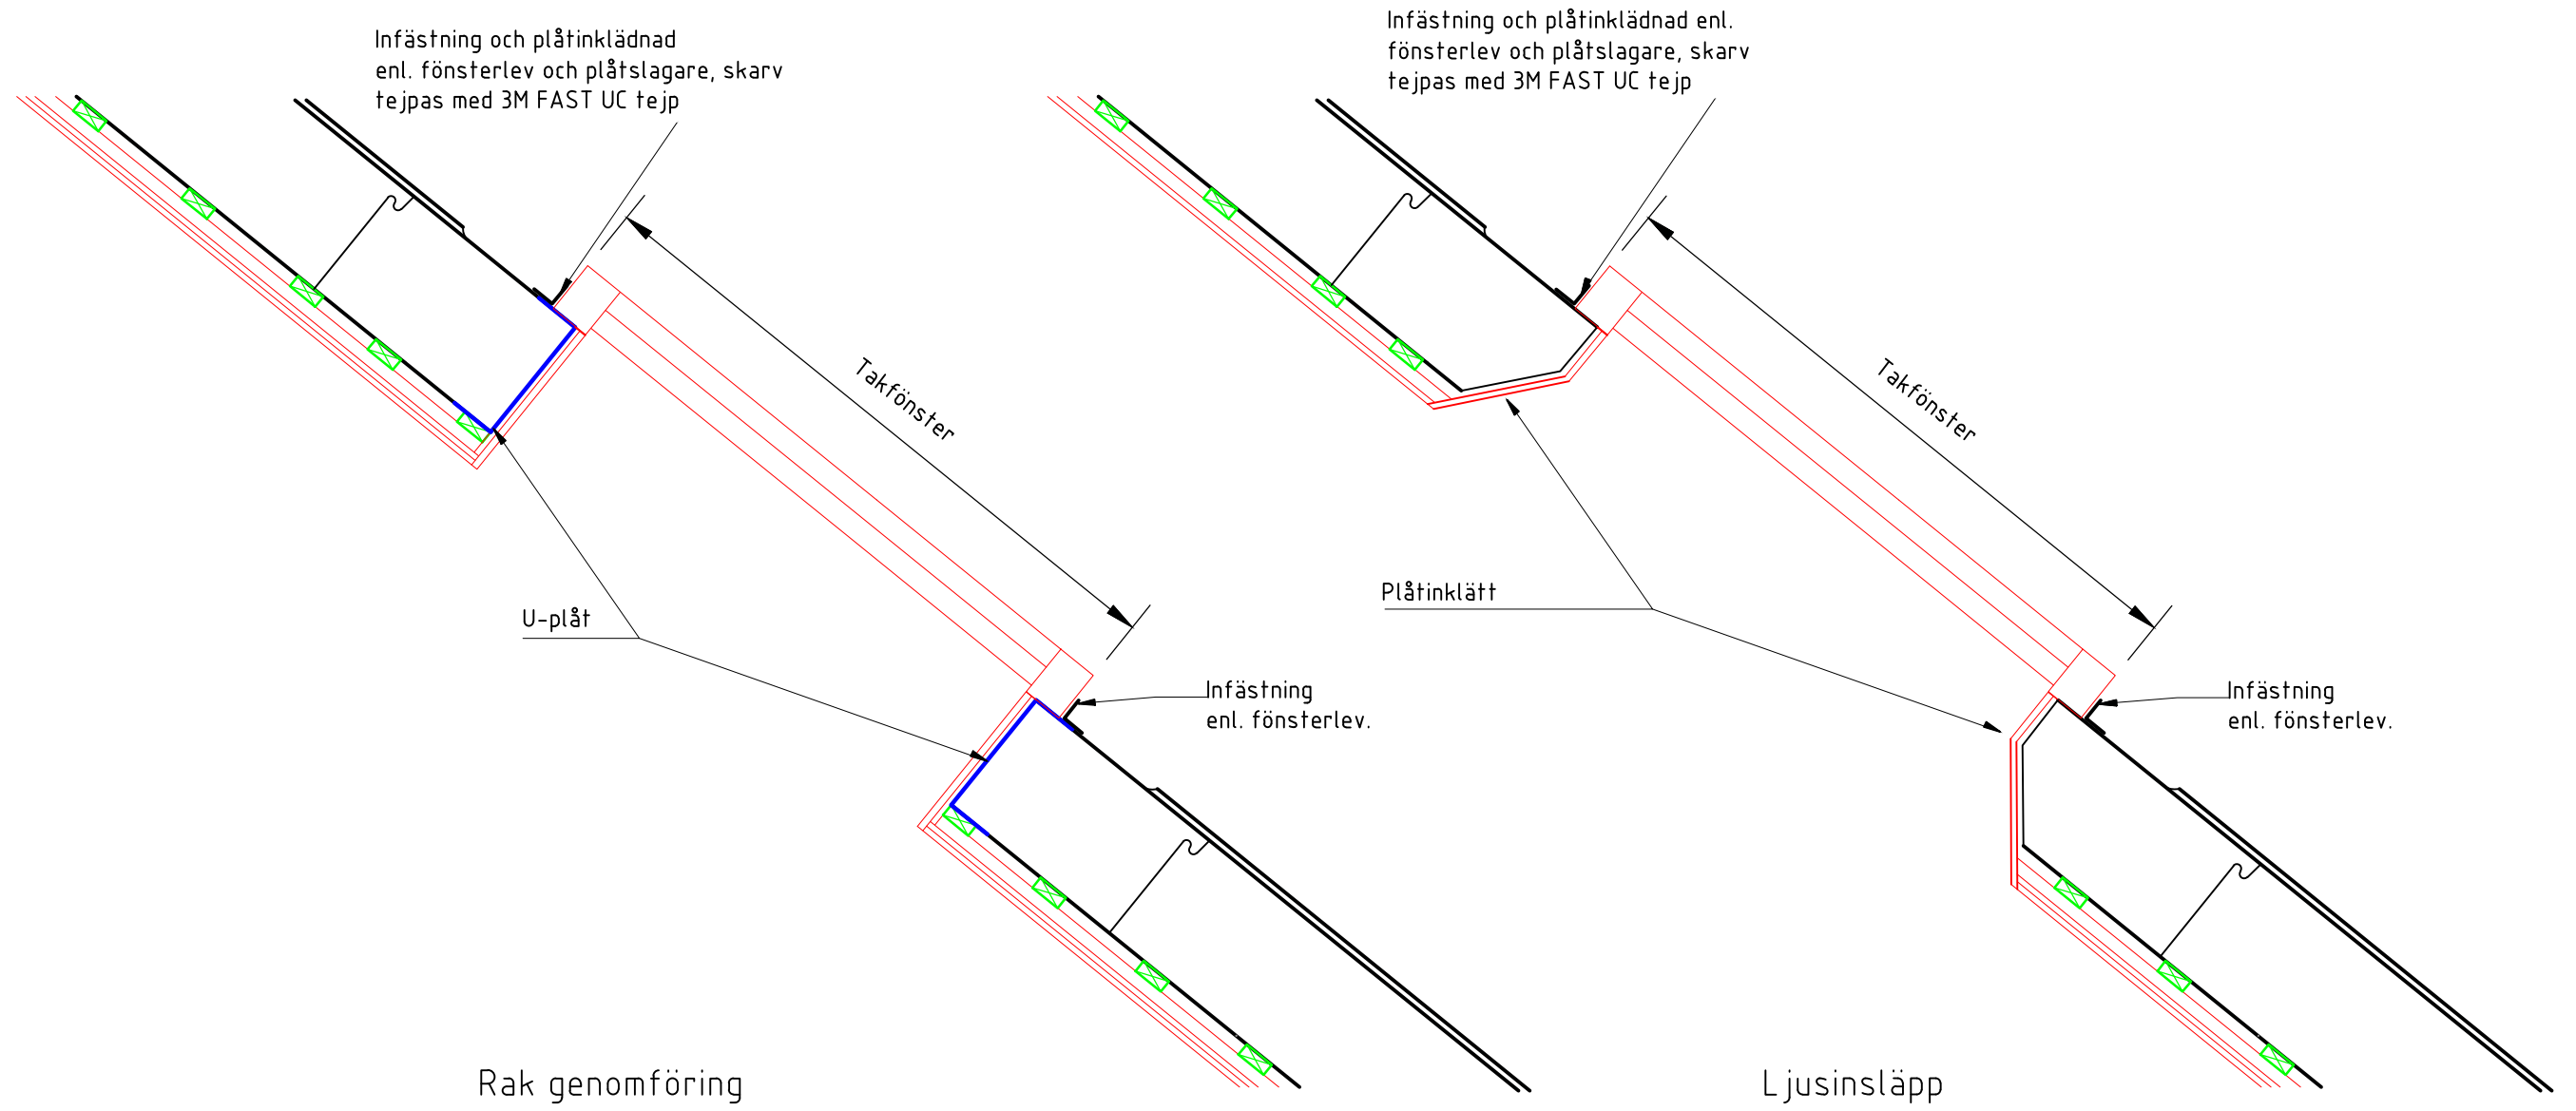 Infästning och plåtinklädnad
enl. fönsterlev och plåtslagare, skarv
tejpas med 3M FAST UC tejp
Takfönster
U-plåt
Infästning
enl. fönsterlev.
Rak genomföring
Infästning och plåtinklädnad enl.
fönsterlev och plåtslagare, skarv
tejpas med 3M FAST UC tejp
Takfönster
Plåtinklätt
Infästning
enl. fönsterlev.
Ljusinsläpp